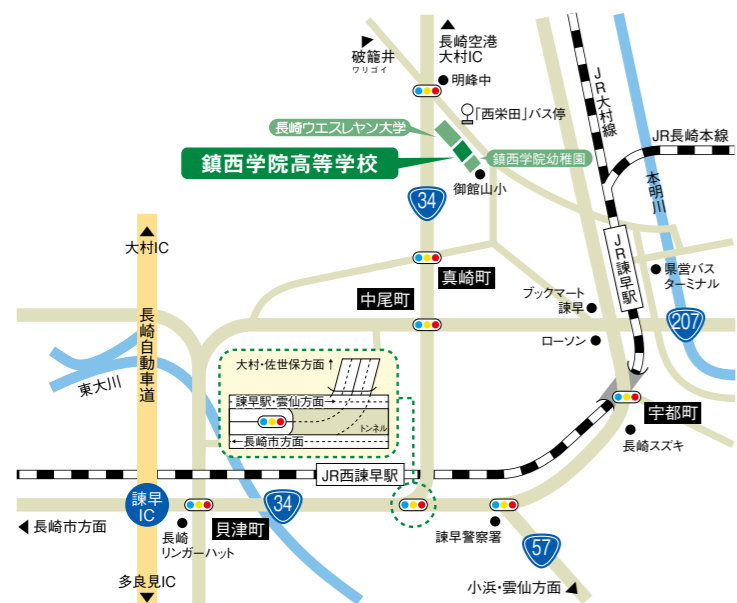 長崎空港
大村IC
破籠井
ワリゴイ
明峰中
「西栄田」バス停
長崎ウエスレヤン大学
鎮西学院高等学校
鎮西学院幼稚園
御館山小
34
JR大村線
JR長崎本線
本明川
大村IC
真崎町
中尾町
JR諫早駅
県営バス
ターミナル
ブックマート
諫早
ローソン
207
長崎自動車道
東大川
大村・佐世保方面↑
諫早駅・雲仙方面
トンネル
長崎市方面
宇都町
長崎スズキ
JR西諫早駅
諫早
IC
長崎市方面
長崎
リンガーハット
貝津町
34
諫早警察署
57
多良見IC
小浜・雲仙方面